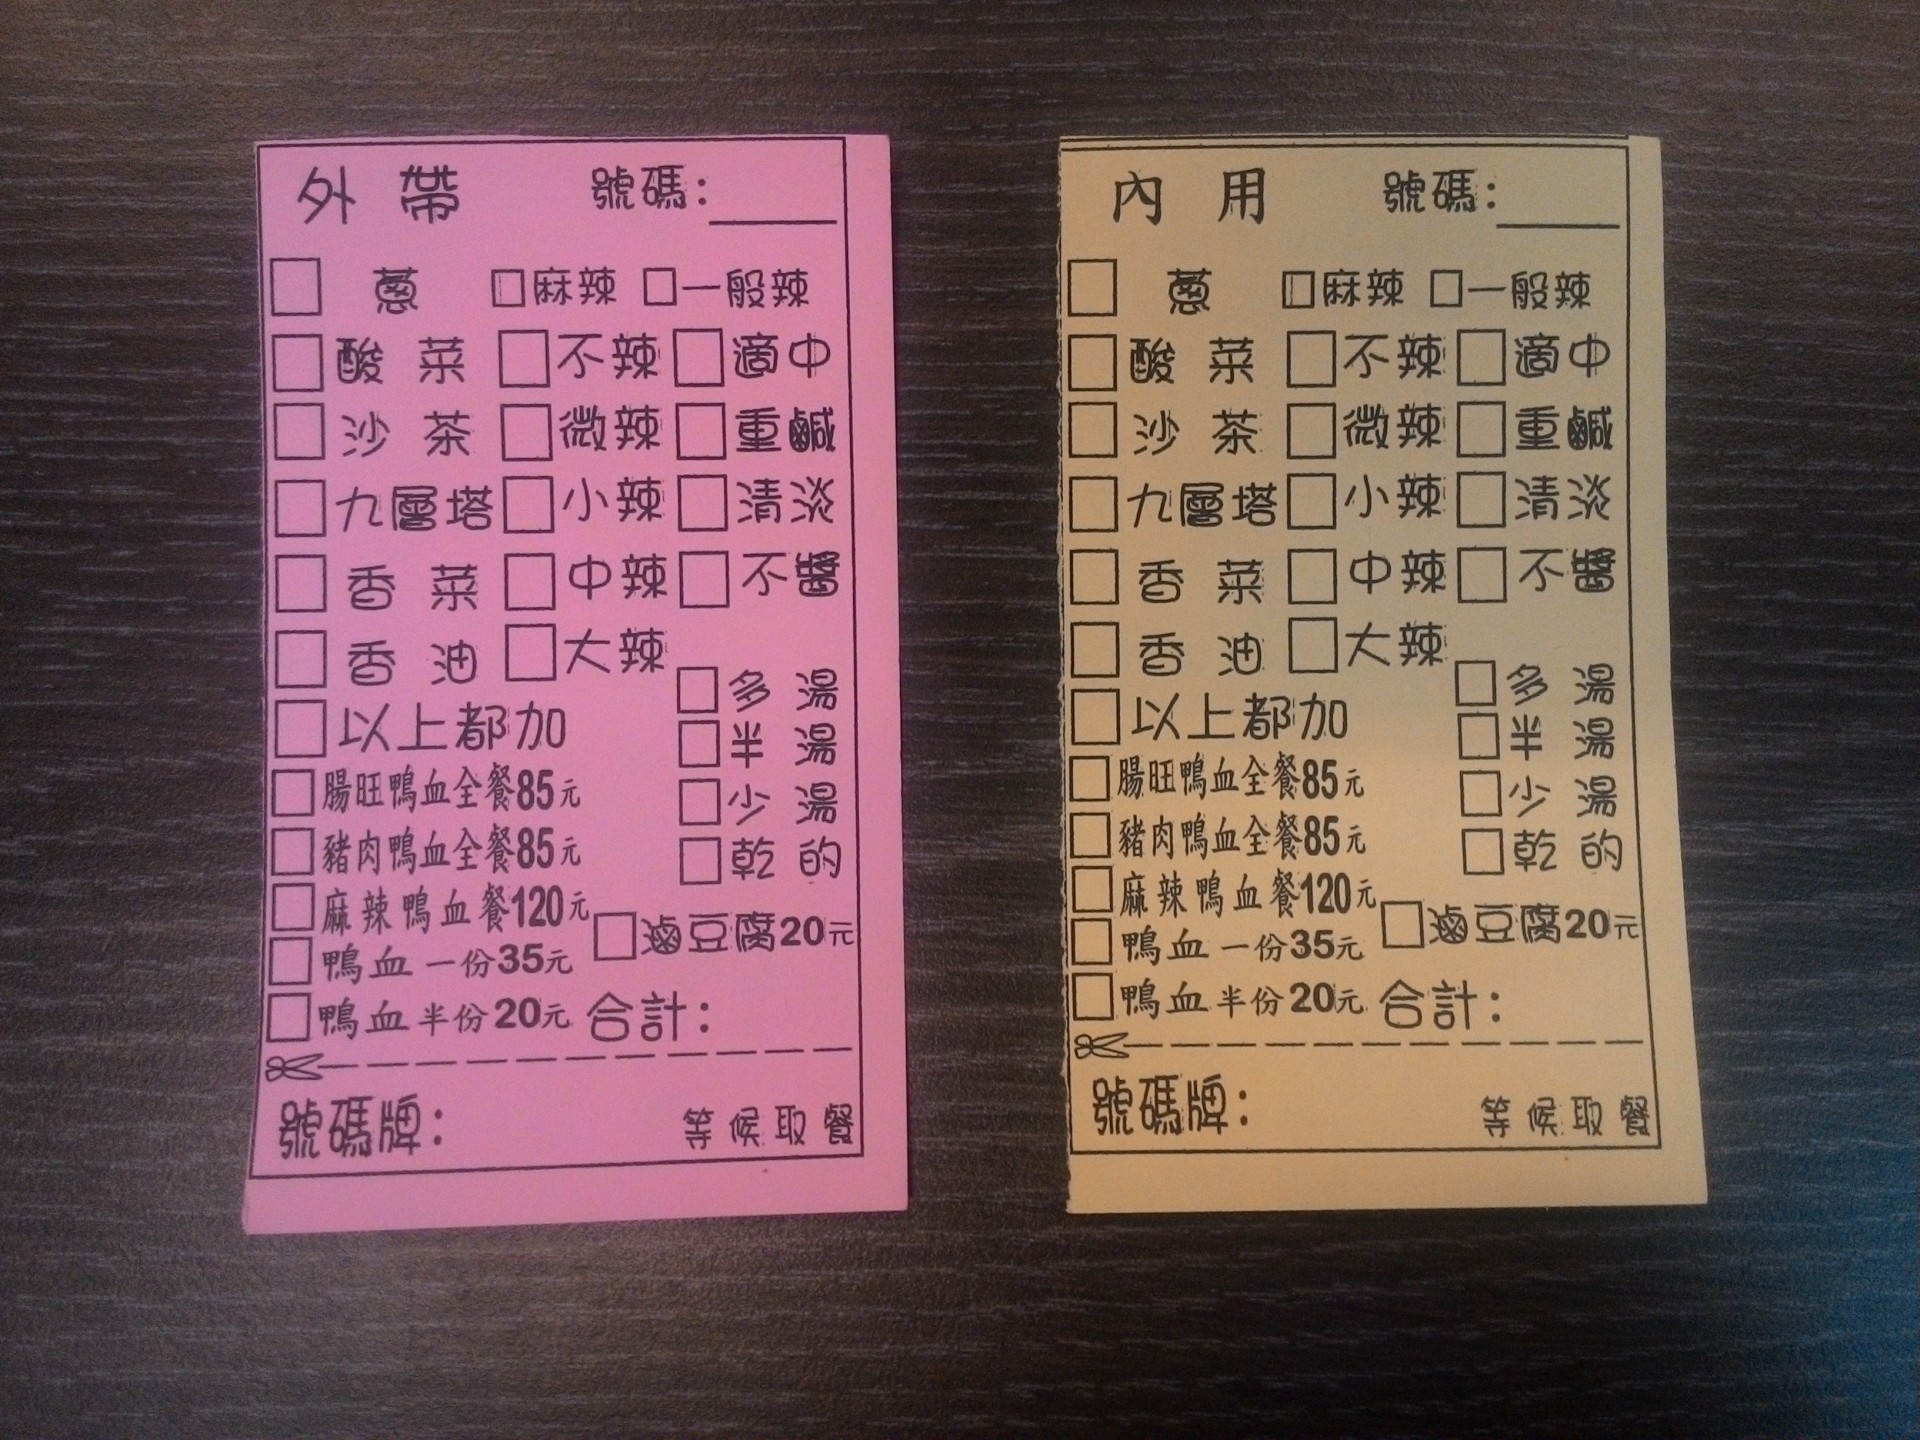 外帶 號碼:
□ 蔥 □麻辣 □一般辣
□ 酸菜 □不辣 □適中
□ 沙茶 □微辣 □重鹹
□ 九層塔 □小辣 □清淡
□ 香菜 □中辣 □不醬
□ 香油 □大辣
□ 多湯
□ 以上都加
□ 半湯
□ 腸旺鴨血全餐85元
□ 少湯
□ 豬肉鴨血全餐85元
□ 乾的
□ 麻辣鴨血餐120元
□ 滷豆腐20元
□ 鴨血一份35元
□ 鴨血半份20元 合計:
號碼牌: 等候取餐
內用 號碼:
□ 蔥 □麻辣 □一般辣
□ 酸菜 □不辣 □適中
□ 沙茶 □微辣 □重鹹
□ 九層塔 □小辣 □清淡
□ 香菜 □中辣 □不醬
□ 香油 □大辣
□ 多湯
□ 以上都加
□ 半湯
□ 腸旺鴨血全餐85元
□ 少湯
□ 豬肉鴨血全餐85元
□ 乾的
□ 麻辣鴨血餐120元
□ 滷豆腐20元
□ 鴨血一份35元
□ 鴨血半份20元 合計:
號碼牌: 等候取餐